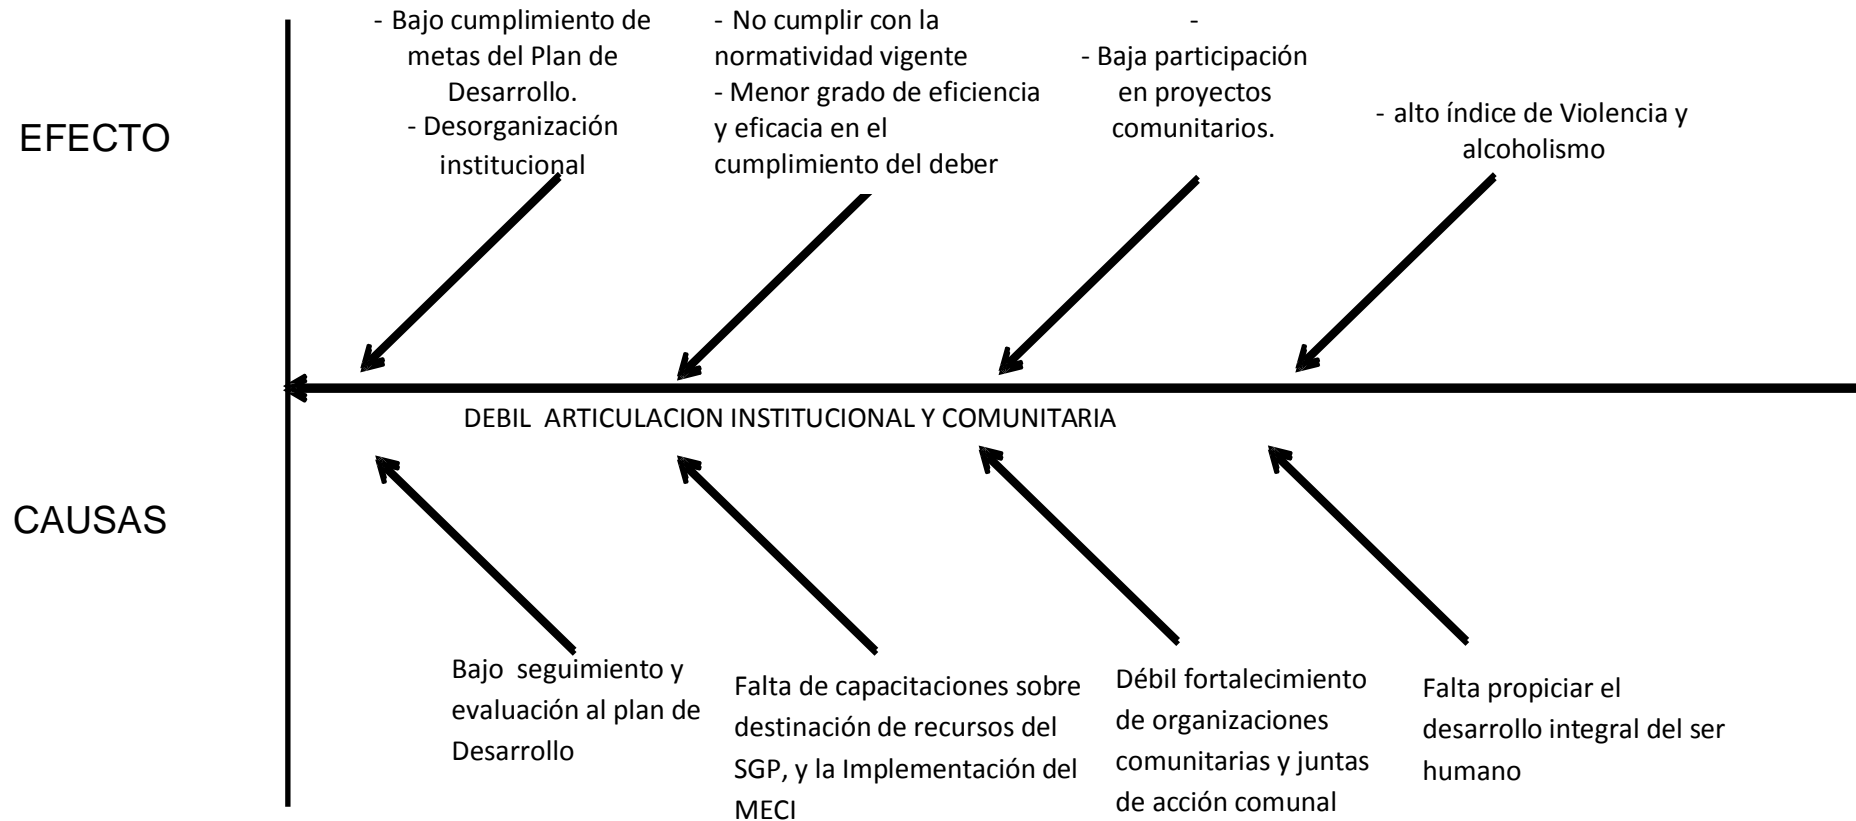 - Bajo cumplimiento de
metas del Plan de
Desarrollo.
- Desorganización
institucional
- No cumplir con la
normatividad vigente
- Menor grado de eficiencia
y eficacia en el
cumplimiento del deber
-
- Baja participación
en proyectos
comunitarios.
- alto índice de Violencia y
alcoholismo
EFECTO
DEBIL  ARTICULACION INSTITUCIONAL Y COMUNITARIA
CAUSAS
Bajo  seguimiento y
evaluación al plan de
Desarrollo
Falta de capacitaciones sobre
destinación de recursos del
SGP, y la Implementación del
MECI
Débil fortalecimiento
de organizaciones
comunitarias y juntas
de acción comunal
Falta propiciar el
desarrollo integral del ser
humano